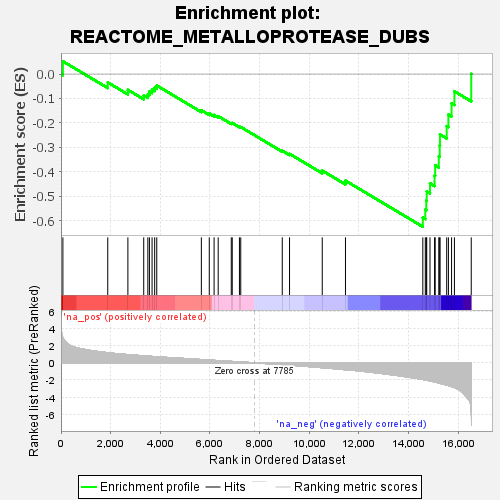 Enrichment plot:
REACTOME_METALLOPROTEASE_DUBS
Enrichment score (ES)
0.0
-0.1
-0.2
-0.3
-0.4
-0.5
-0.6
Ranked list metric (PreRanked)
6
4
2
0
-2
-4
-6
'na_pos' (positively correlated)
Zero cross at 7785
'na_neg' (negatively correlated)
0
2,000
4,000
6,000
8,000
10,000
12,000
14,000
16,000
Rank in Ordered Dataset
Enrichment profile
Hits
Ranking metric scores